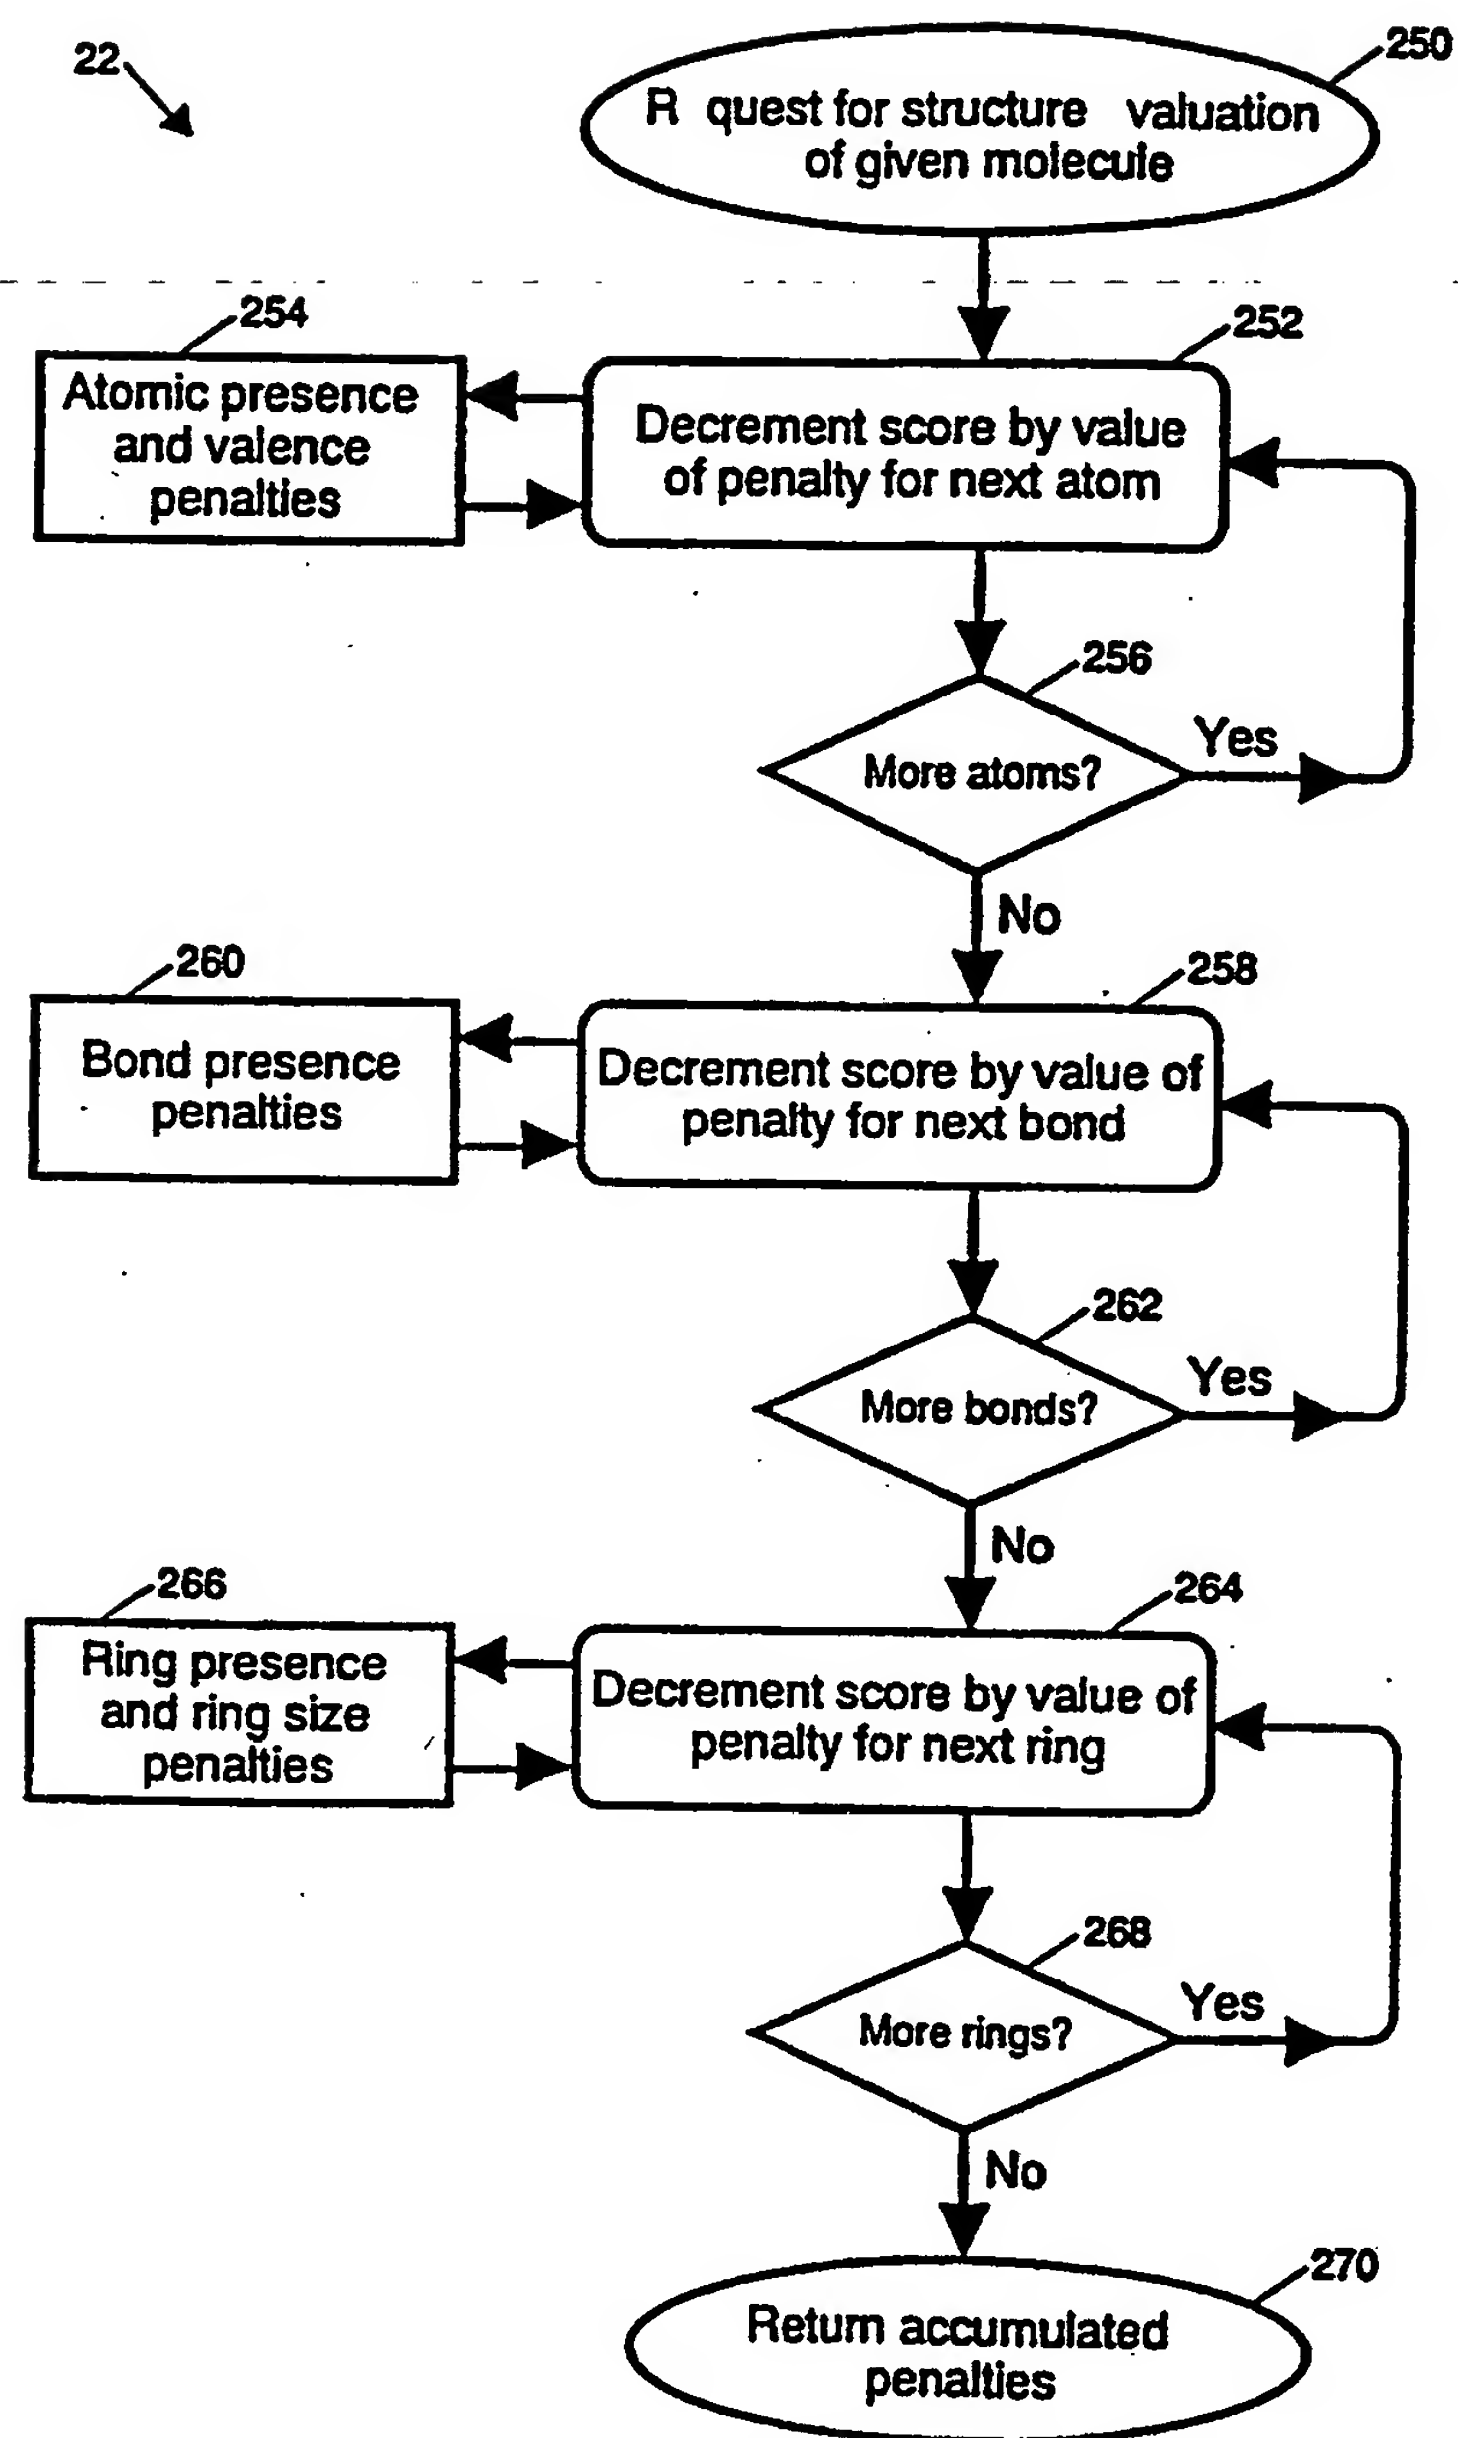 22
250
R quest for structure valuation
of given molecule
254
252
Atomic presence
and valence
penalties
Decrement score by value
of penalty for next atom
256
More atoms?
Yes
No
260
258
Bond presence
penalties
Decrement score by value of
penalty for next bond
262
More bonds?
Yes
No
266
264
Ring presence
and ring size
penalties
Decrement score by value of
penalty for next ring
268
More rings?
Yes
No
270
Return accumulated
penalties